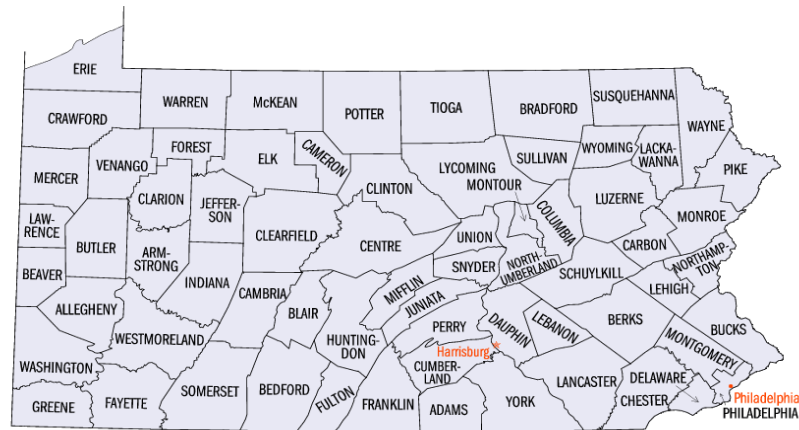 ERIE
CRAWFORD
WARREN
McKEAN
POTTER
TIOGA
BRADFORD
SUSQUEHANNA
WAYNE
FOREST
VENANGO
ELK
CAMERON
LYCOMING
SULLIVAN
WYOMING
LACKA-
WANNA
PIKE
MERCER
CLARION
JEFFER-
SON
CLINTON
MONTOUR
COLUMBIA
LUZERNE
MONROE
LAW-
RENCE
BUTLER
ARM-
STRONG
CLEARFIELD
CENTRE
UNION
SNYDER
NORTH-
UMBERLAND
SCHUYLKILL
CARBON
NORTHAMP-
TON
BEAVER
INDIANA
CAMBRIA
BLAIR
MIFFLIN
JUNIATA
LEHIGH
ALLEGHENY
WESTMORELAND
HUNTING-
DON
PERRY
DAUPHIN
LEBANON
BERKS
BUCKS
MONTGOMERY
Harrisburg
WASHINGTON
SOMERSET
BEDFORD
FULTON
FRANKLIN
CUMBER-
LAND
ADAMS
YORK
LANCASTER
CHESTER
DELAWARE
Philadelphia
PHILADELPHIA
GREENE
FAYETTE